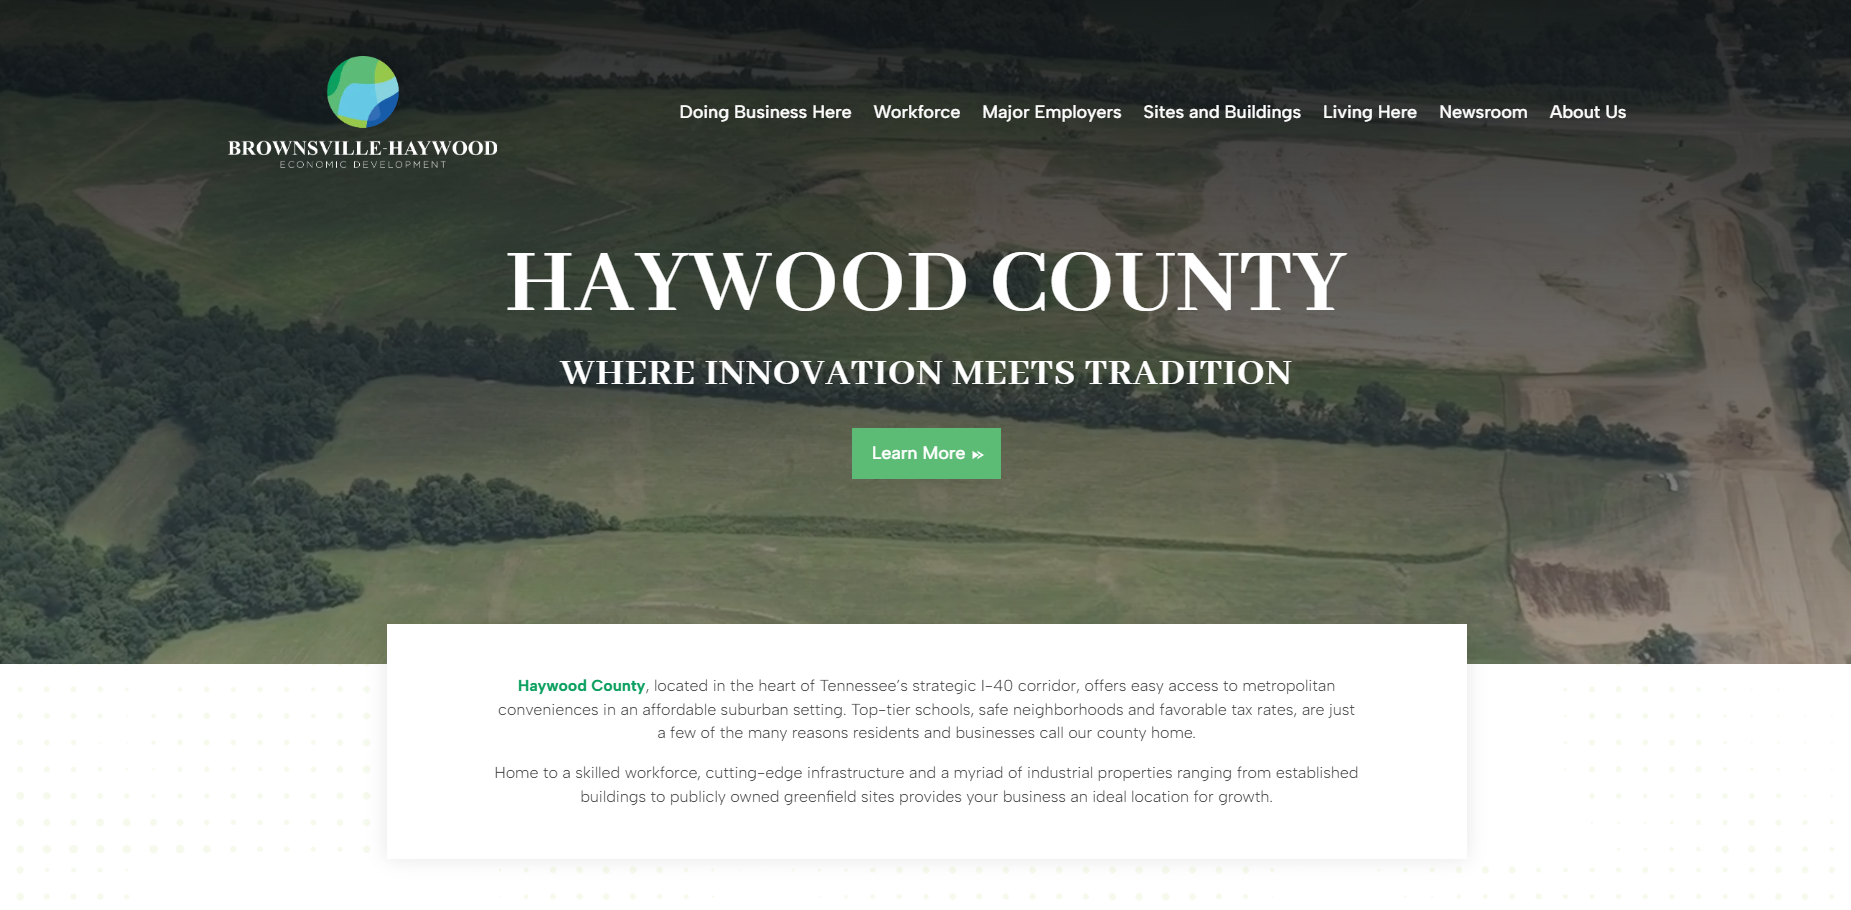 BROWNSVILLE-HAYWOOD
ECONOMIC DEVELOPMENT
Doing Business Here Workforce Major Employers Sites and Buildings Living Here Newsroom About Us
HAYWOOD COUNTY
WHERE INNOVATION MEETS TRADITION
Learn More
Haywood County, located in the heart of Tennessee's strategic I-40 corridor, offers easy access to metropolitan
conveniences in an affordable suburban setting. Top-tier schools, safe neighborhoods and favorable tax rates, are just
a few of the many reasons residents and businesses call our county home.
Home to a skilled workforce, cutting-edge infrastructure and a myriad of industrial properties ranging from established
buildings to publicly owned greenfield sites provides your business an ideal location for growth.